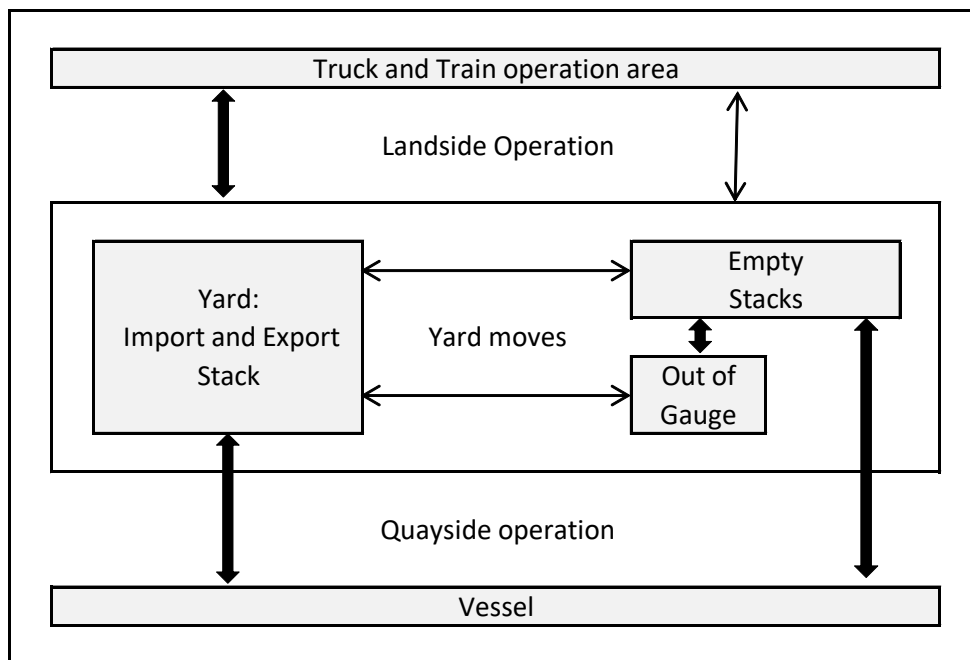 Truck and Train operation area
Landside Operation
Yard:
Import and Export
Stack
Yard moves
Empty
Stacks
Out of
Gauge
Quayside operation
Vessel